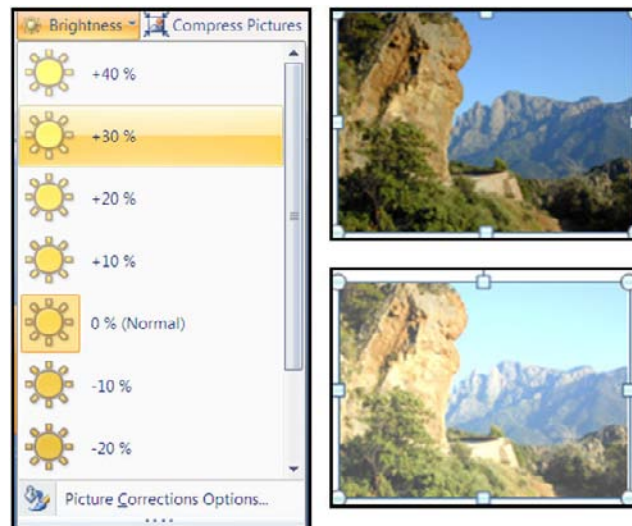 Brightness Compress Pictures
+40 %
+30 %
+20 %
+10 %
0 % (Normal)
-10 %
-20 %
Picture Corrections Options...